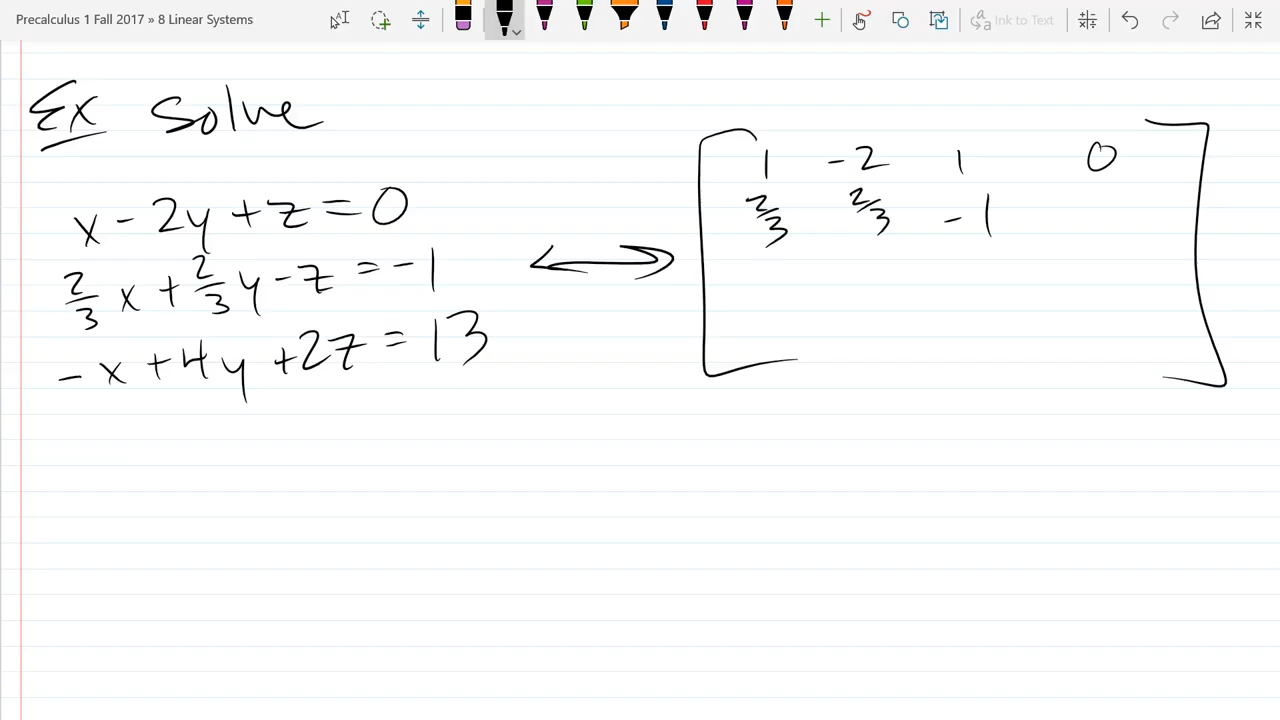 Precalculus 1 Fall 2017 » 8 Linear Systems
Ink to Text
Ex Solve
x - 2y + z = 0
2/3 x + 2/3 y - z = -1
-x + 4y + 2z = 13
1 -2 1 0
2/3 2/3 -1